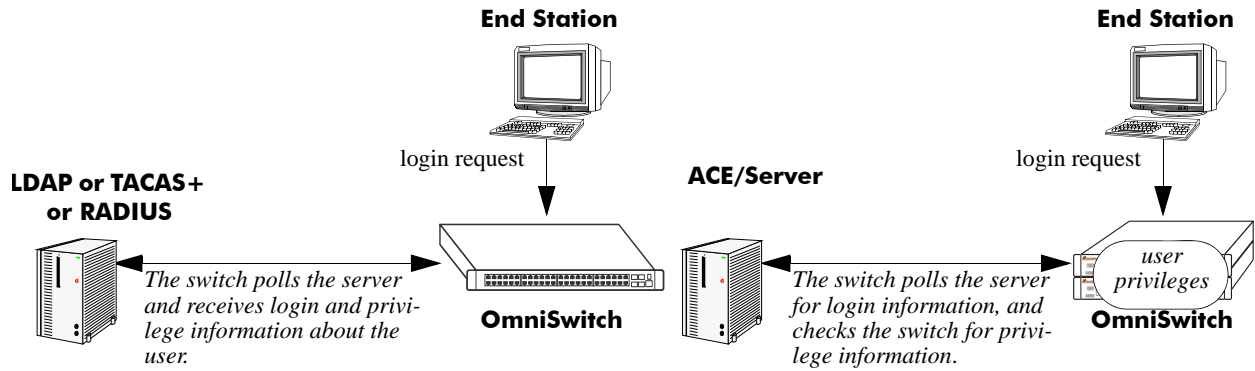 End Station
login request
LDAP or TACAS+
or RADIUS
The switch polls the server
and receives login and privi-
lege information about the
user.
OmniSwitch
End Station
login request
ACE/Server
The switch polls the server
for login information, and
checks the switch for privi-
lege information.
user
privileges
OmniSwitch